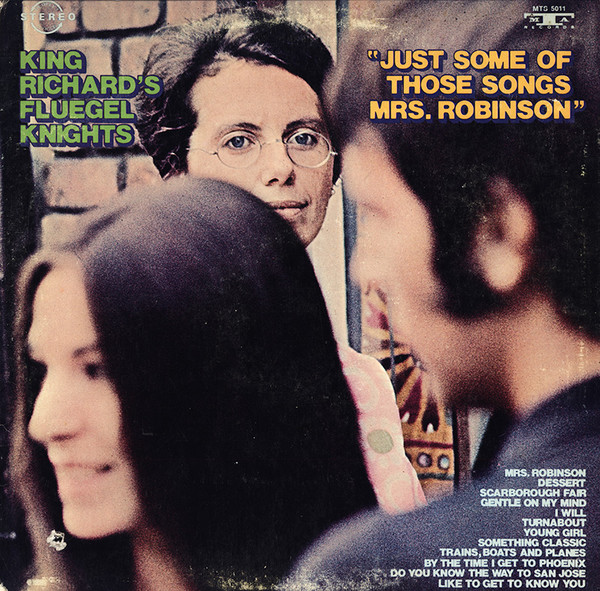 STEREO
MTS 5011
MTA
RECORDS
KING
RICHARD'S
FLUEGEL
KNIGHTS
"JUST SOME OF
THOSE SONGS
MRS. ROBINSON"
MRS. ROBINSON
DESSERT
SCARBOROUGH FAIR
GENTLE ON MY MIND
I WILL
TURNABOUT
YOUNG GIRL
SOMETHING CLASSIC
TRAINS, BOATS AND PLANES
BY THE TIME I GET TO PHOENIX
DO YOU KNOW THE WAY TO SAN JOSE
LIKE TO GET TO KNOW YOU